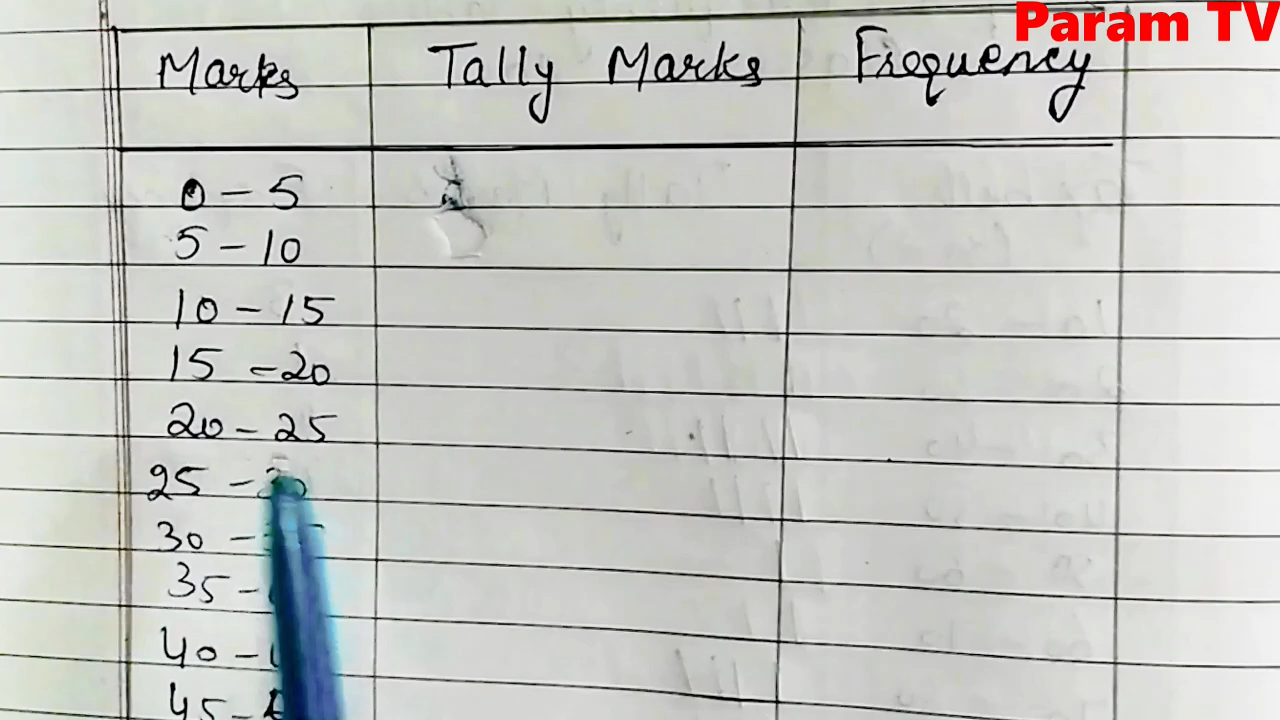 Param TV
Marks Tally Marks Frequency
0 - 5
5 - 10
10 - 15
15 - 20
20 - 25
25 -
30 -
35 -
40 -
45 -